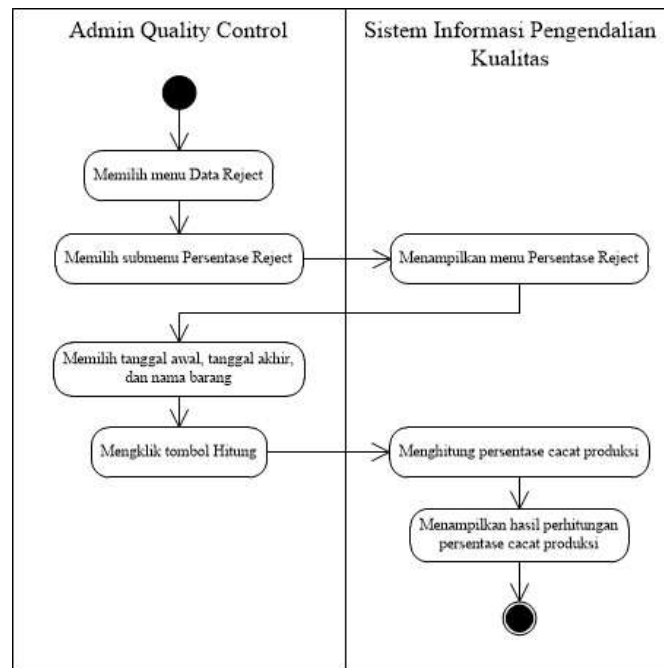 Admin Quality Control
Sistem Informasi Pengendalian
Kualitas
Memilih menu Data Reject
Memilih submenu Persentase Reject
Menampilkan menu Persentase Reject
Memilih tanggal awal, tanggal akhir,
dan nama barang
Mengklik tombol Hitung
Menghitung persentase cacat produksi
Menampilkan hasil perhitungan
persentase cacat produksi